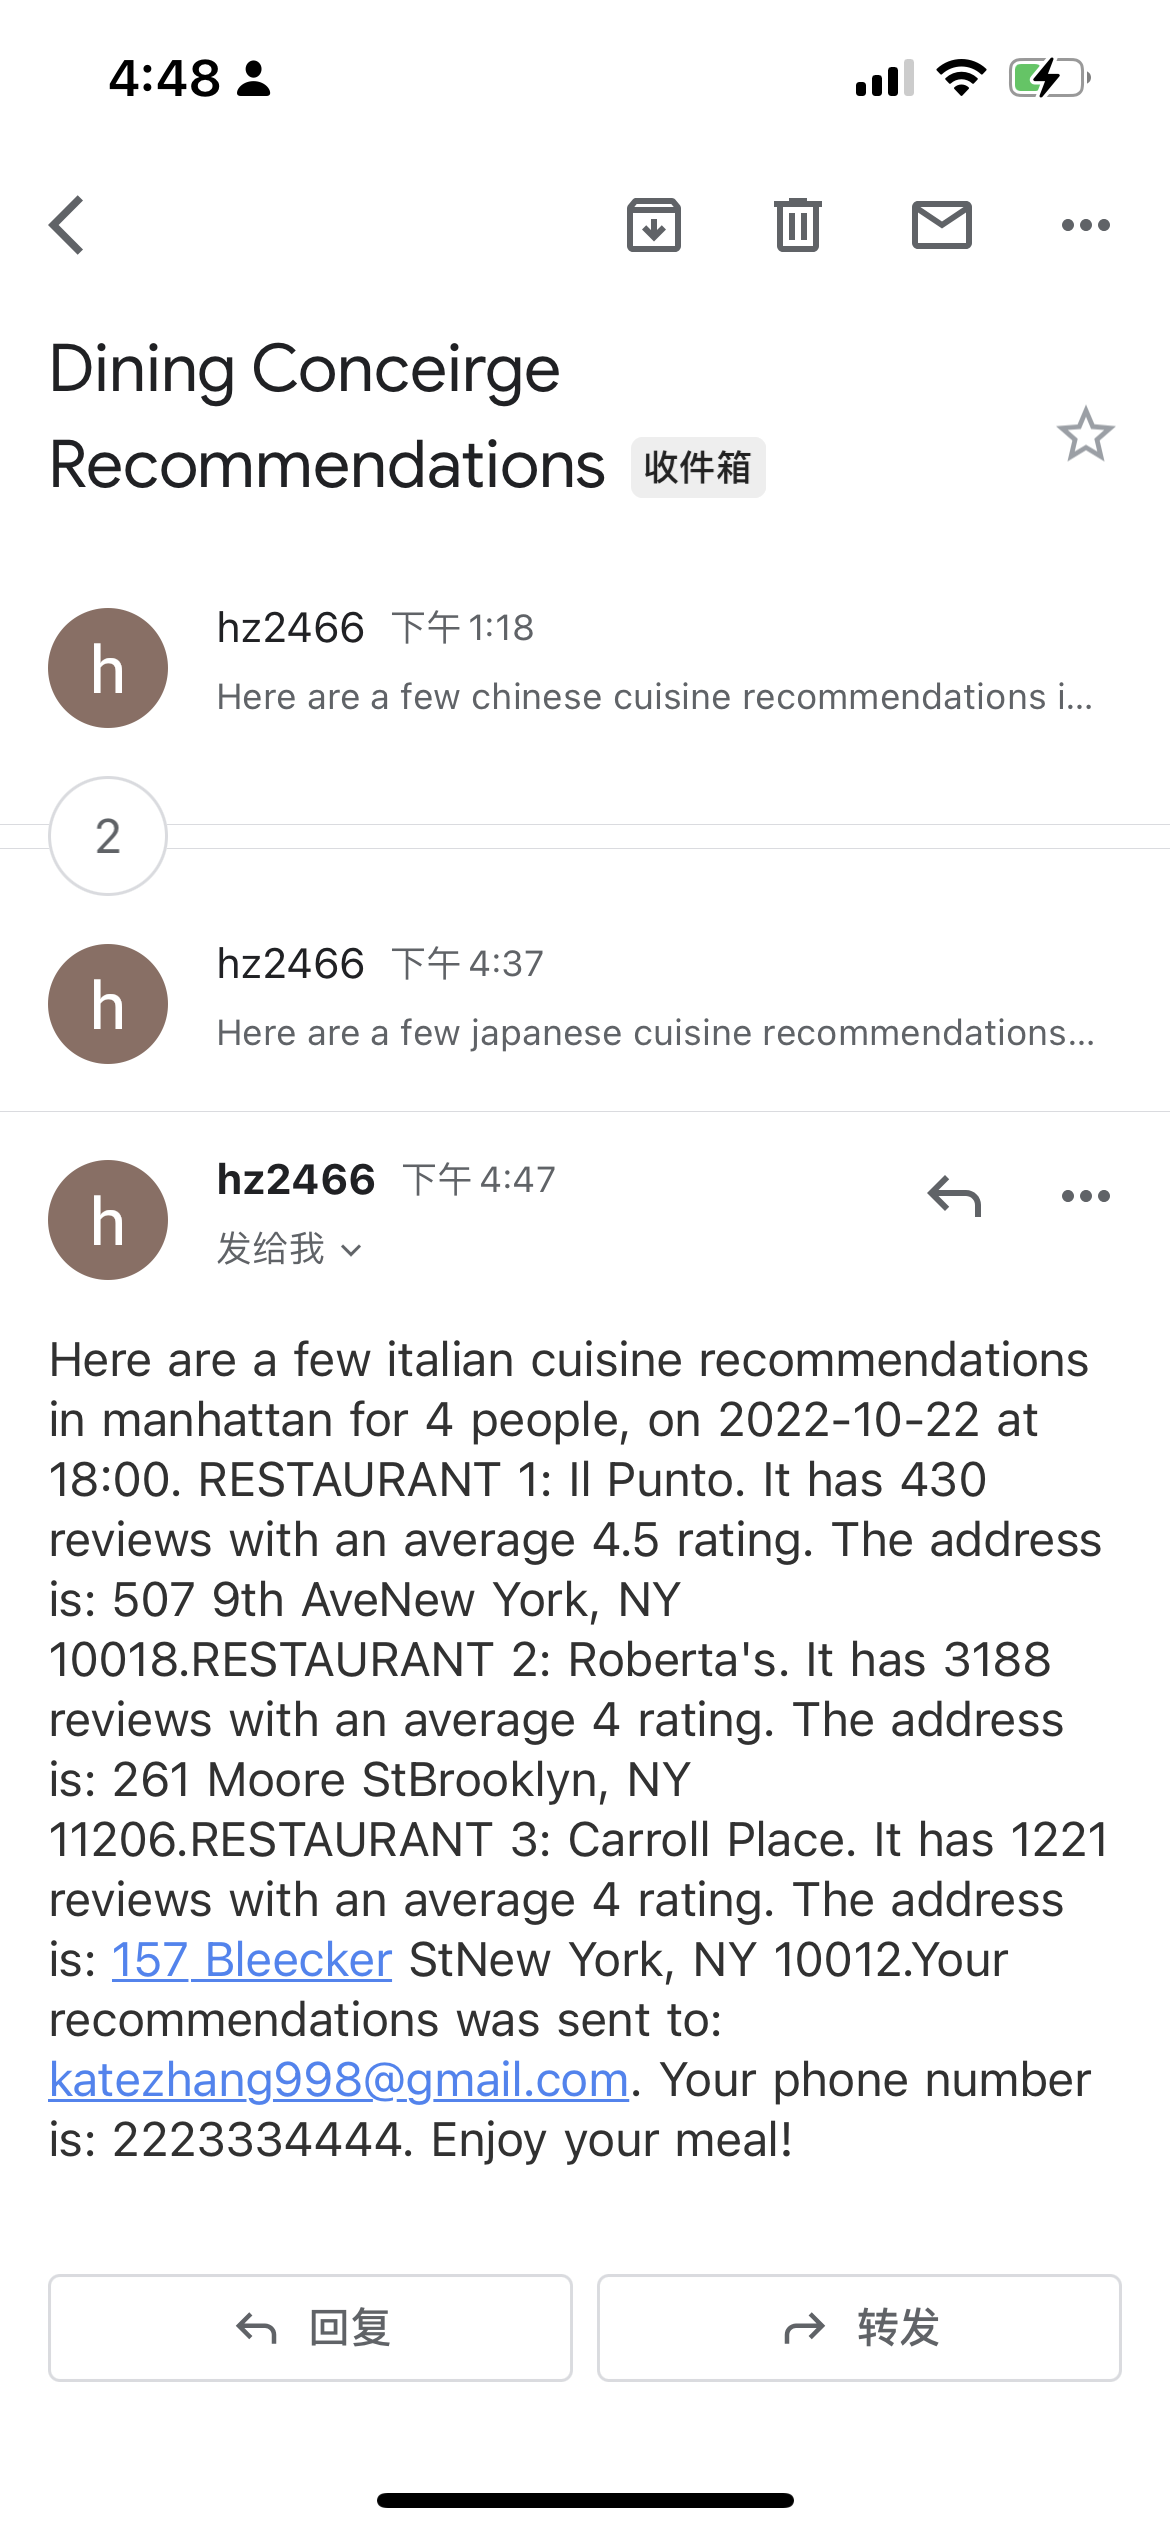 4:48
Dining Conceirge
Recommendations 收件箱
h
hz2466 下午 1:18
Here are a few chinese cuisine recommendations i...
2
h
hz2466 下午 4:37
Here are a few japanese cuisine recommendations...
h
hz2466 下午 4:47
发给我
Here are a few italian cuisine recommendations
in manhattan for 4 people, on 2022-10-22 at
18:00. RESTAURANT 1: Il Punto. It has 430
reviews with an average 4.5 rating. The address
is: 507 9th AveNew York, NY
10018.RESTAURANT 2: Roberta's. It has 3188
reviews with an average 4 rating. The address
is: 261 Moore StBrooklyn, NY
11206.RESTAURANT 3: Carroll Place. It has 1221
reviews with an average 4 rating. The address
is: 157 Bleecker StNew York, NY 10012.Your
recommendations was sent to:
katezhang998@gmail.com. Your phone number
is: 2223334444. Enjoy your meal!
回复
转发